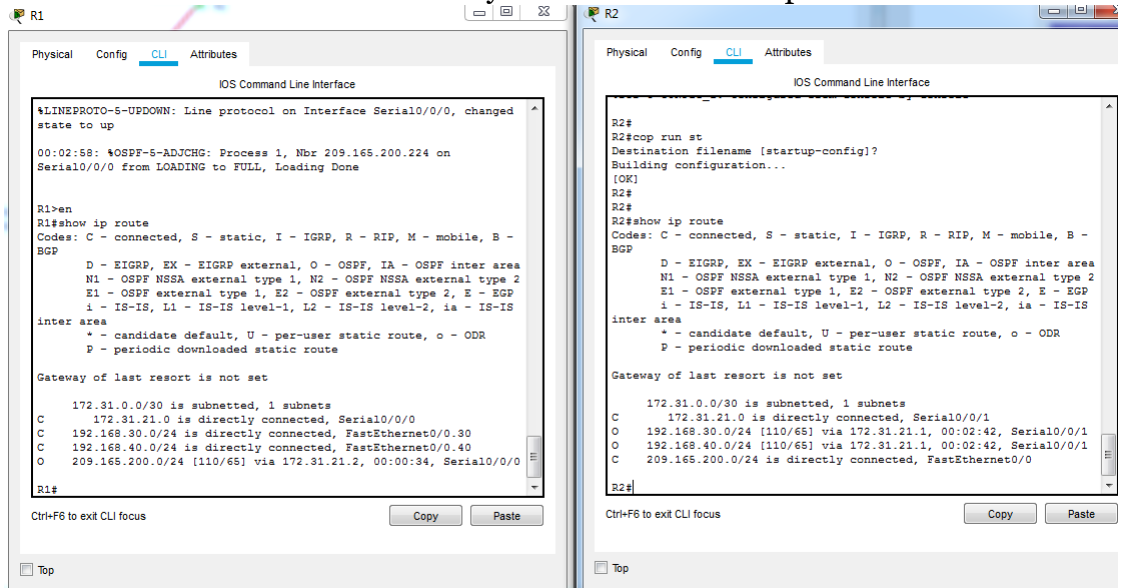 R1
Physical Config CLI Attributes
IOS Command Line Interface
%LINEPROTO-5-UPDOWN: Line protocol on Interface Serial0/0/0, changed
state to up
00:02:58: %OSPF-5-ADJCHG: Process 1, Nbr 209.165.200.224 on
Serial0/0/0 from LOADING to FULL, Loading Done
R1>en
R1#show ip route
Codes: C - connected, S - static, I - IGRP, R - RIP, M - mobile, B -
BGP
D - EIGRP, EX - EIGRP external, O - OSPF, IA - OSPF inter area
N1 - OSPF NSSA external type 1, N2 - OSPF NSSA external type 2
E1 - OSPF external type 1, E2 - OSPF external type 2, E - EGP
i - IS-IS, L1 - IS-IS level-1, L2 - IS-IS level-2, ia - IS-IS
inter area
* - candidate default, U - per-user static route, o - ODR
P - periodic downloaded static route
Gateway of last resort is not set
172.31.0.0/30 is subnetted, 1 subnets
C 172.31.21.0 is directly connected, Serial0/0/0
C 192.168.30.0/24 is directly connected, FastEthernet0/0.30
C 192.168.40.0/24 is directly connected, FastEthernet0/0.40
O 209.165.200.0/24 [110/65] via 172.31.21.2, 00:00:34, Serial0/0/0
R1#
Ctrl+F6 to exit CLI focus
Copy Paste
Top
R2
Physical Config CLI Attributes
IOS Command Line Interface
R2#
R2#cop run st
Destination filename [startup-config]?
Building configuration...
[OK]
R2#
R2#
R2#show ip route
Codes: C - connected, S - static, I - IGRP, R - RIP, M - mobile, B -
BGP
D - EIGRP, EX - EIGRP external, O - OSPF, IA - OSPF inter area
N1 - OSPF NSSA external type 1, N2 - OSPF NSSA external type 2
E1 - OSPF external type 1, E2 - OSPF external type 2, E - EGP
i - IS-IS, L1 - IS-IS level-1, L2 - IS-IS level-2, ia - IS-IS
inter area
* - candidate default, U - per-user static route, o - ODR
P - periodic downloaded static route
Gateway of last resort is not set
172.31.0.0/30 is subnetted, 1 subnets
C 172.31.21.0 is directly connected, Serial0/0/1
O 192.168.30.0/24 [110/65] via 172.31.21.1, 00:02:42, Serial0/0/1
O 192.168.40.0/24 [110/65] via 172.31.21.1, 00:02:42, Serial0/0/1
C 209.165.200.0/24 is directly connected, FastEthernet0/0
R2#
Ctrl+F6 to exit CLI focus
Copy Paste
Top